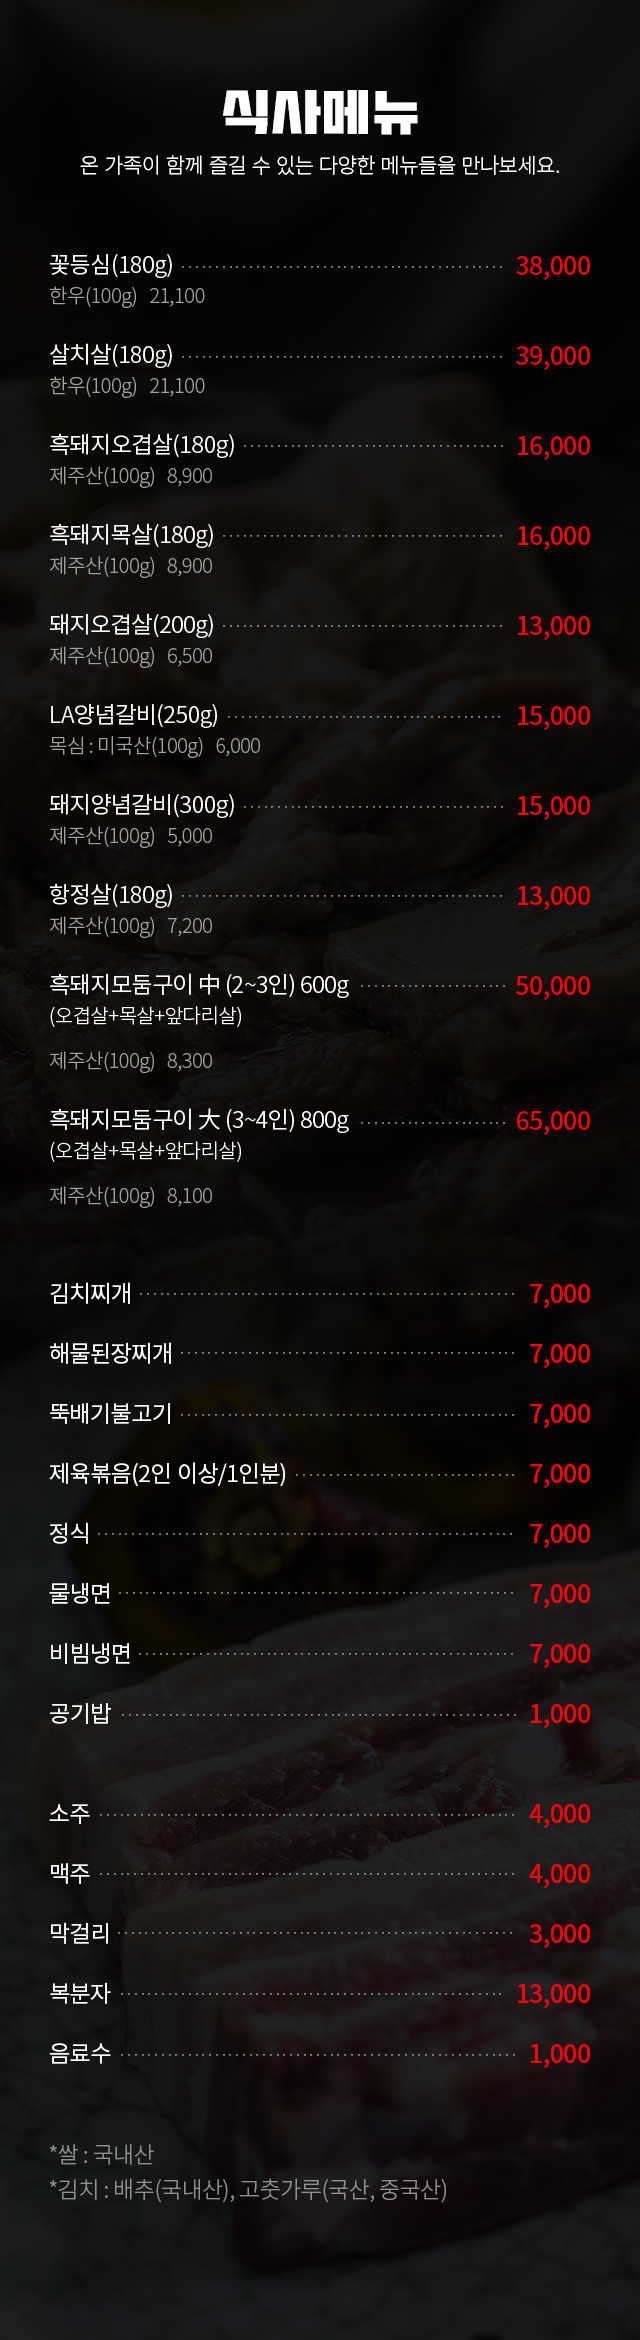 식사메뉴
온 가족이 함께 즐길 수 있는 다양한 메뉴들을 만나보세요.
꽃등심(180g) 38,000
한우(100g) 21,100
살치살(180g) 39,000
한우(100g) 21,100
흑돼지오겹살(180g) 16,000
제주산(100g) 8,900
흑돼지목살(180g) 16,000
제주산(100g) 8,900
돼지오겹살(200g) 13,000
제주산(100g) 6,500
LA양념갈비(250g) 15,000
목심 : 미국산(100g) 6,000
돼지양념갈비(300g) 15,000
제주산(100g) 5,000
항정살(180g) 13,000
제주산(100g) 7,200
흑돼지모둠구이 中 (2~3인) 600g 50,000
(오겹살+목살+앞다리살)
제주산(100g) 8,300
흑돼지모둠구이 大 (3~4인) 800g 65,000
(오겹살+목살+앞다리살)
제주산(100g) 8,100
김치찌개 7,000
해물된장찌개 7,000
뚝배기불고기 7,000
제육볶음(2인 이상/1인분) 7,000
정식 7,000
물냉면 7,000
비빔냉면 7,000
공기밥 1,000
소주 4,000
맥주 4,000
막걸리 3,000
복분자 13,000
음료수 1,000
*쌀 : 국내산
*김치 : 배추(국내산), 고춧가루(국산, 중국산)